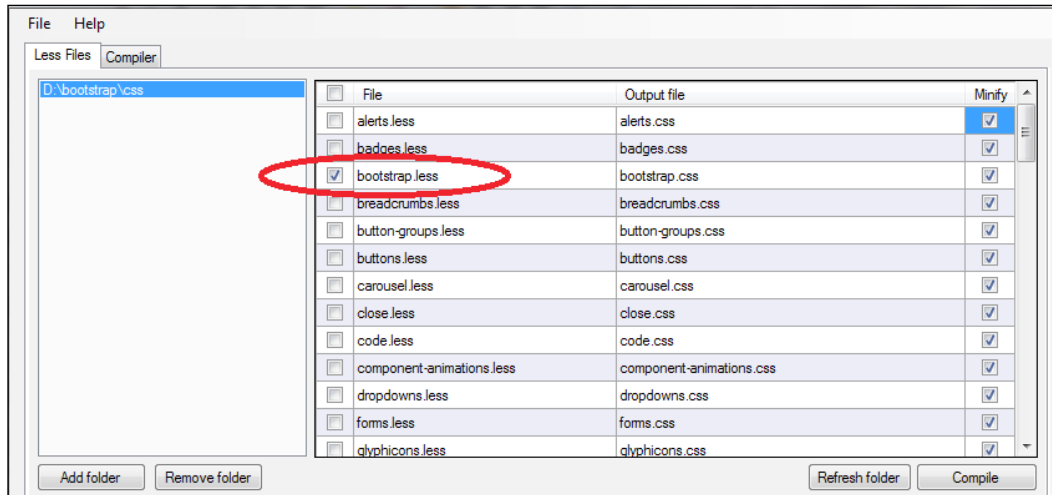 File Help
Less Files Compiler
D:\bootstrap\css
File Output file Minify
alerts.less alerts.css
badges.less badges.css
bootstrap.less bootstrap.css
breadcrumbs.less breadcrumbs.css
button-groups.less button-groups.css
buttons.less buttons.css
carousel.less carousel.css
close.less close.css
code.less code.css
component-animations.less component-animations.css
dropdowns.less dropdowns.css
forms.less forms.css
glyphicons.less glyphicons.css
Add folder Remove folder Refresh folder Compile